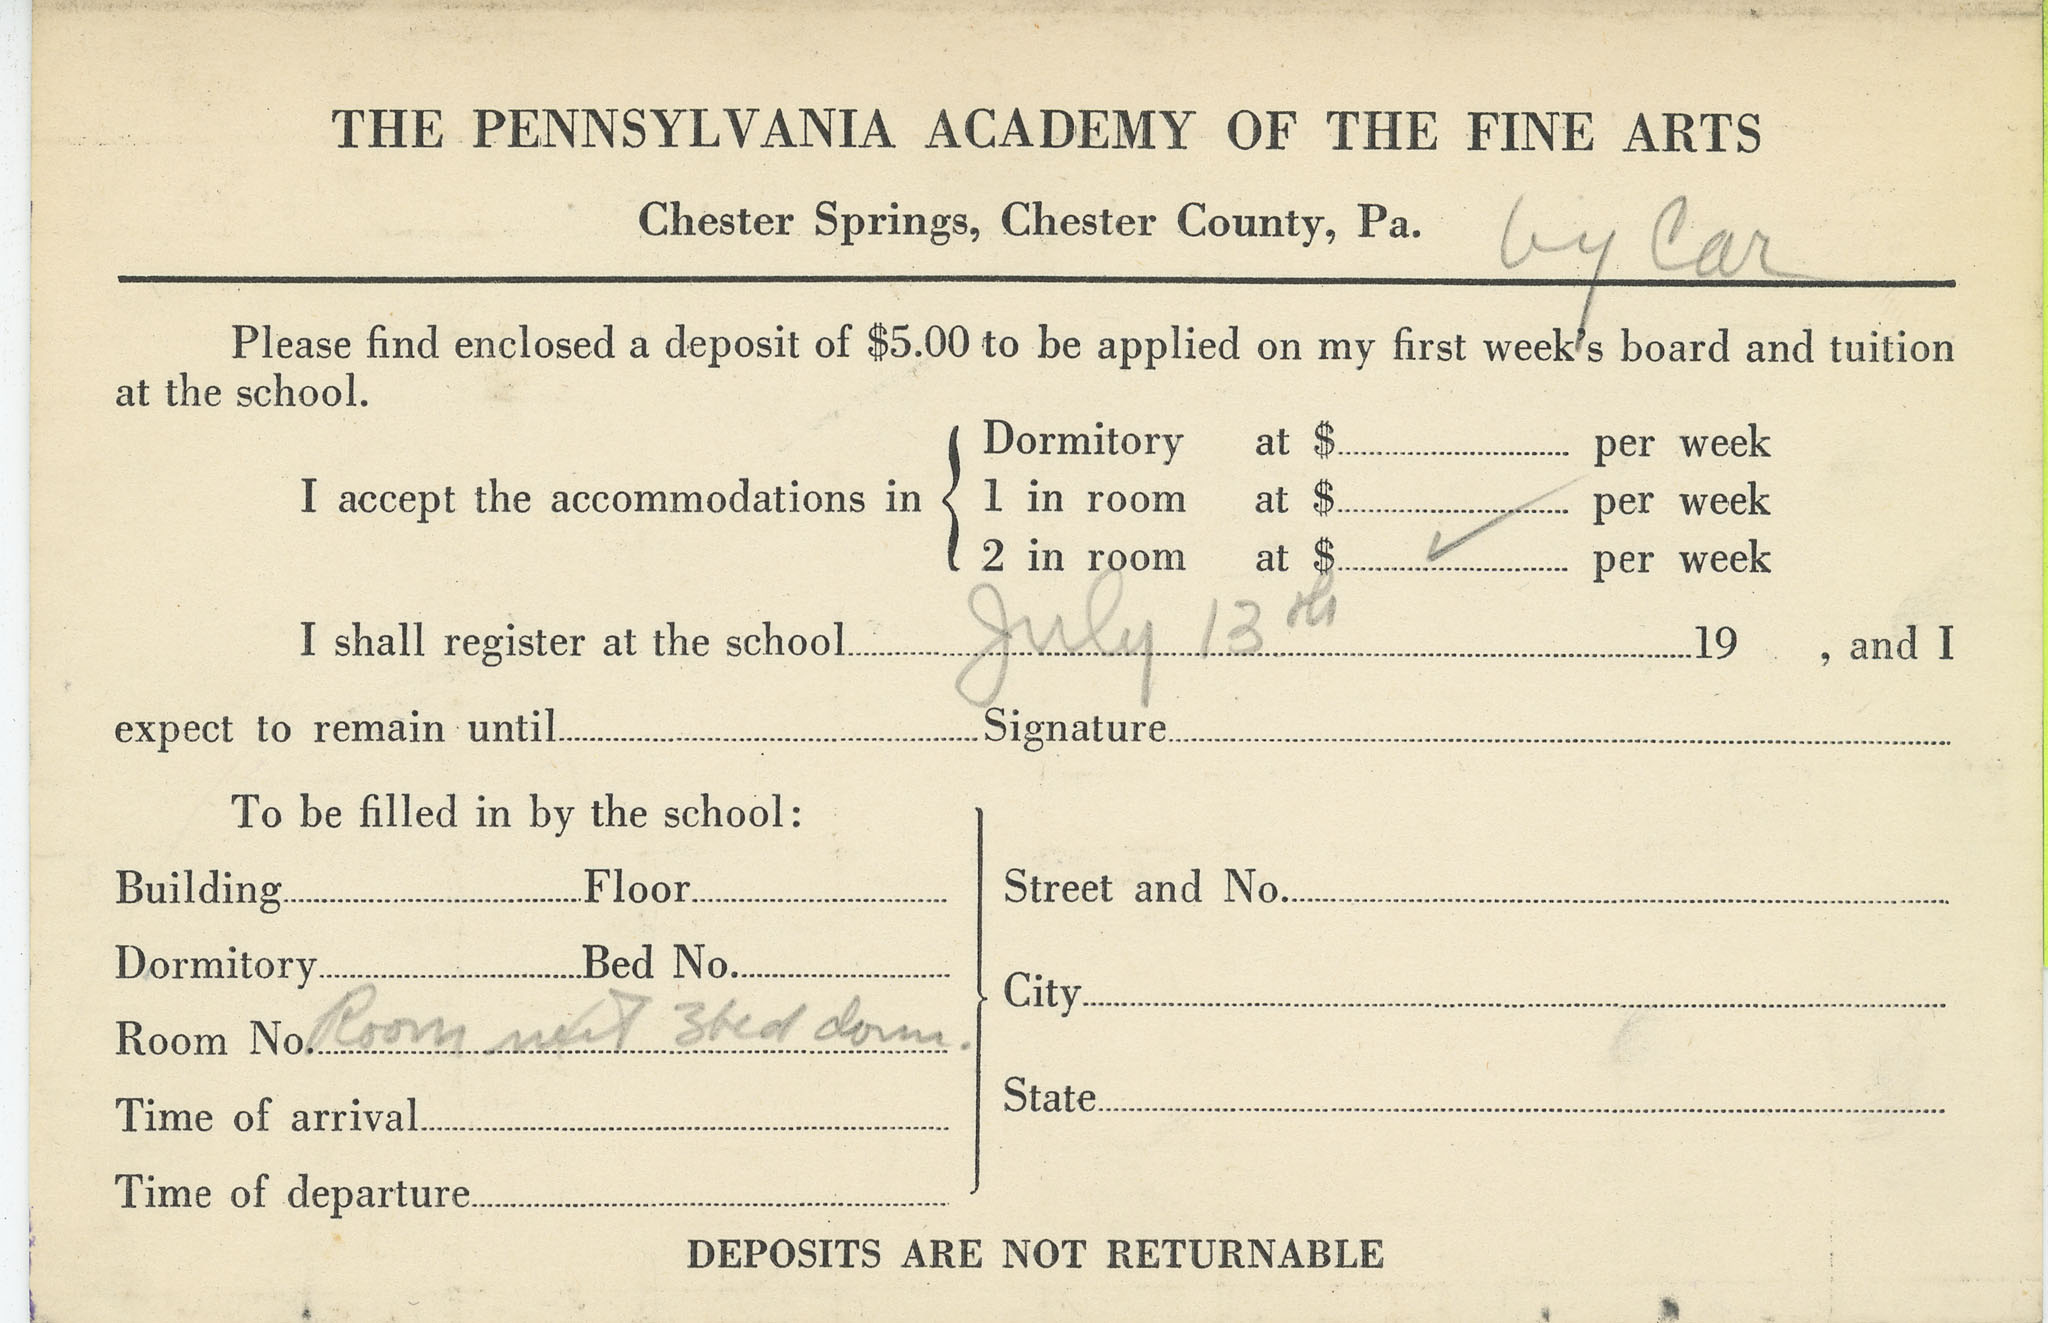 THE PENNSYLVANIA ACADEMY OF THE FINE ARTS
Chester Springs, Chester County, Pa. by Car
Please find enclosed a deposit of $5.00 to be applied on my first week's board and tuition
at the school.
Dormitory at $ per week
I accept the accommodations in 1 in room at $ per week
2 in room at $ ✓ per week
I shall register at the school July 13th 19 , and I
expect to remain until Signature
To be filled in by the school:
Building Floor
Dormitory Bed No.
Room No. Room next 3 bed dorm.
Time of arrival
Time of departure
Street and No.
City
State
DEPOSITS ARE NOT RETURNABLE